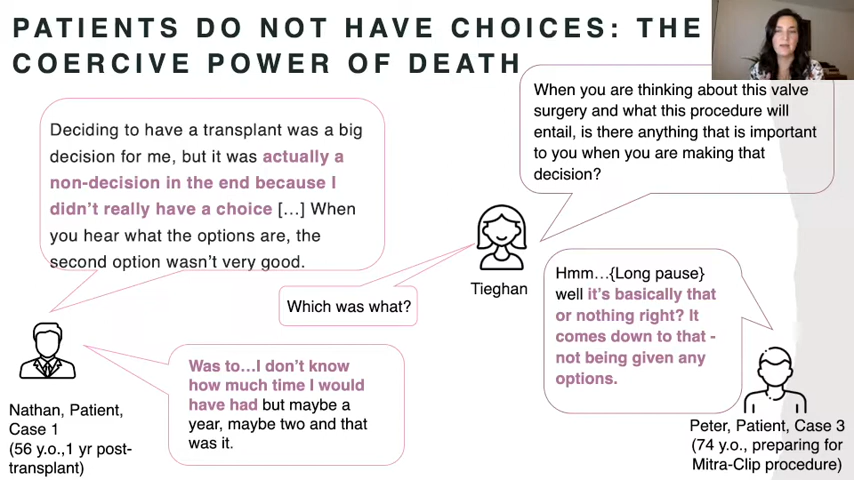 PATIENTS DO NOT HAVE CHOICES: THE
COERCIVE POWER OF DEATH
Deciding to have a transplant was a big
decision for me, but it was actually a
non-decision in the end because I
didn't really have a choice [...] When
you hear what the options are, the
second option wasn't very good.
Which was what?
Was to...I don't know
how much time I would
have had but maybe a
year, maybe two and that
was it.
Nathan, Patient,
Case 1
(56 y.o.,1 yr post-
transplant)
When you are thinking about this valve
surgery and what this procedure will
entail, is there anything that is important
to you when you are making that
decision?
Tieghan
Hmm...{Long pause}
well it's basically that
or nothing right? It
comes down to that -
not being given any
options.
Peter, Patient, Case 3
(74 y.o., preparing for
Mitra-Clip procedure)